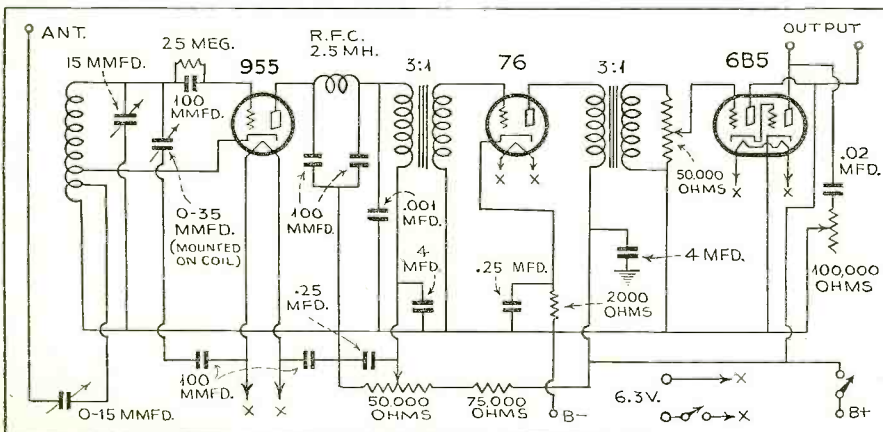 ANT.
15 MMFD.
25 MEG.
100
MMFD.
955
R.F.C.
2.5 MH.
3:1
76
3:1
6B5
OUTPUT
0-35
MMFD.
(MOUNTED
ON COIL)
100
MMFD.
.001
MFD.
50,000
OHMS
.02
MFD.
4
MFD.
.25 MFD.
4 MFD.
.25
MFD.
2000
OHMS
100,000
OHMS
100
MMFD.
X
X
X
X
X
X
0-15 MMFD.
50,000
OHMS
75,000
OHMS
B-
6.3V.
X
X
B+